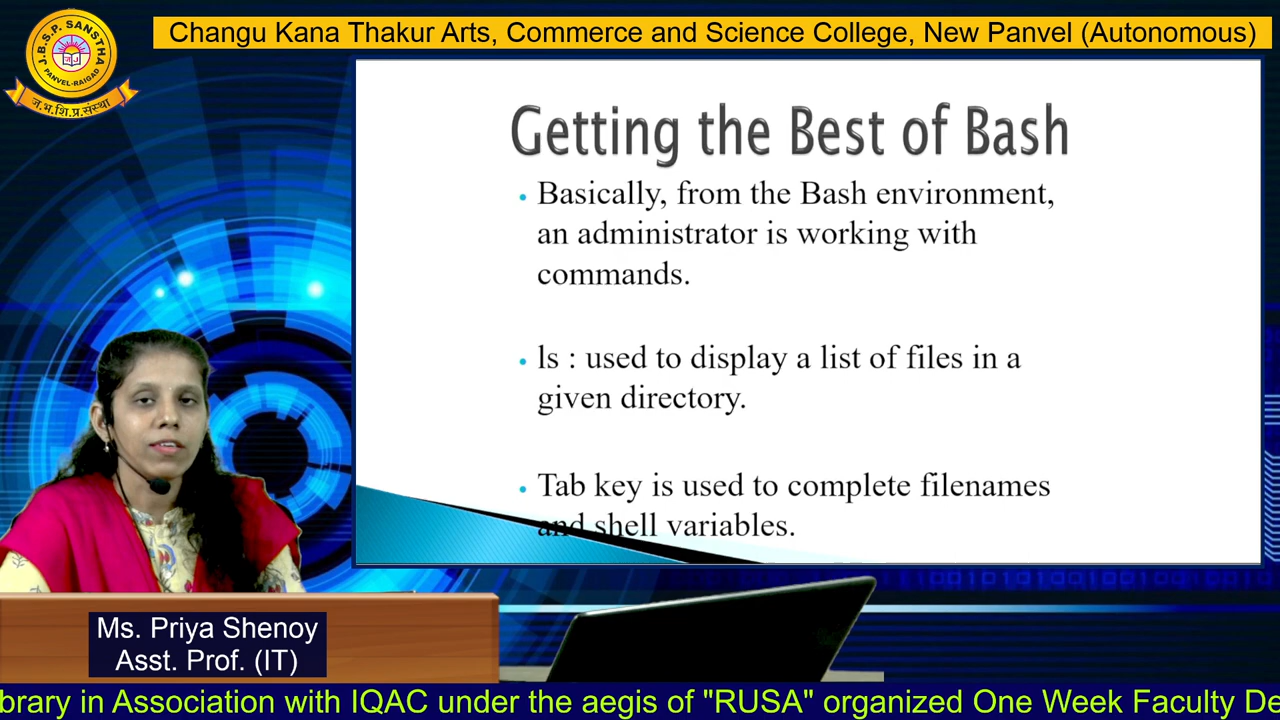 J.B.S.P. SANSTHA
PANVEL-RAIGAD
ज.भ.शि.प्र.संस्था
Changu Kana Thakur Arts, Commerce and Science College, New Panvel (Autonomous)
Getting the Best of Bash
• Basically, from the Bash environment,
an administrator is working with
commands.
• ls : used to display a list of files in a
given directory.
• Tab key is used to complete filenames
and shell variables.
Ms. Priya Shenoy
Asst. Prof. (IT)
brary in Association with IQAC under the aegis of "RUSA" organized One Week Faculty De